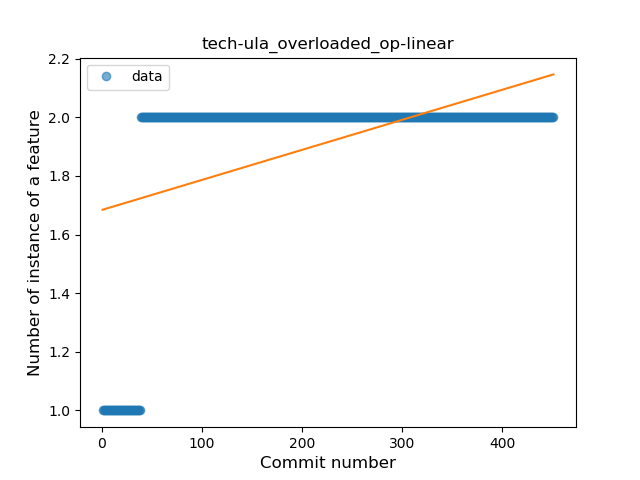 tech-ula_overloaded_op-linear
data
Number of instance of a feature
2.2
2.0
1.8
1.6
1.4
1.2
1.0
0 100 200 300 400
Commit number